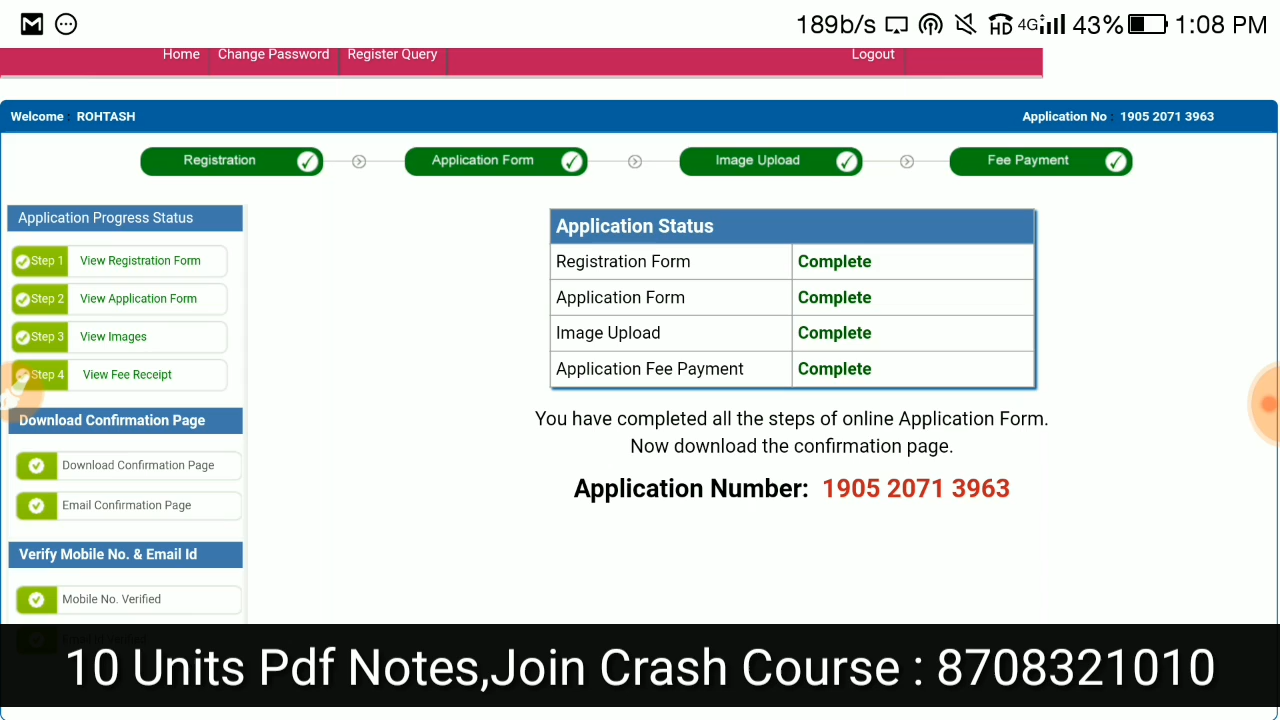 189b/s HD 4G 43% 1:08 PM
Home Change Password Register Query Logout
Welcome : ROHTASH Application No : 1905 2071 3963
Registration Application Form Image Upload Fee Payment
Application Progress Status
Step 1 View Registration Form
Step 2 View Application Form
Step 3 View Images
Step 4 View Fee Receipt
Download Confirmation Page
Download Confirmation Page
Email Confirmation Page
Verify Mobile No. & Email Id
Mobile No. Verified
Email Id Verified
Application Status
Registration Form Complete
Application Form Complete
Image Upload Complete
Application Fee Payment Complete
You have completed all the steps of online Application Form.
Now download the confirmation page.
Application Number: 1905 2071 3963
10 Units Pdf Notes,Join Crash Course : 8708321010